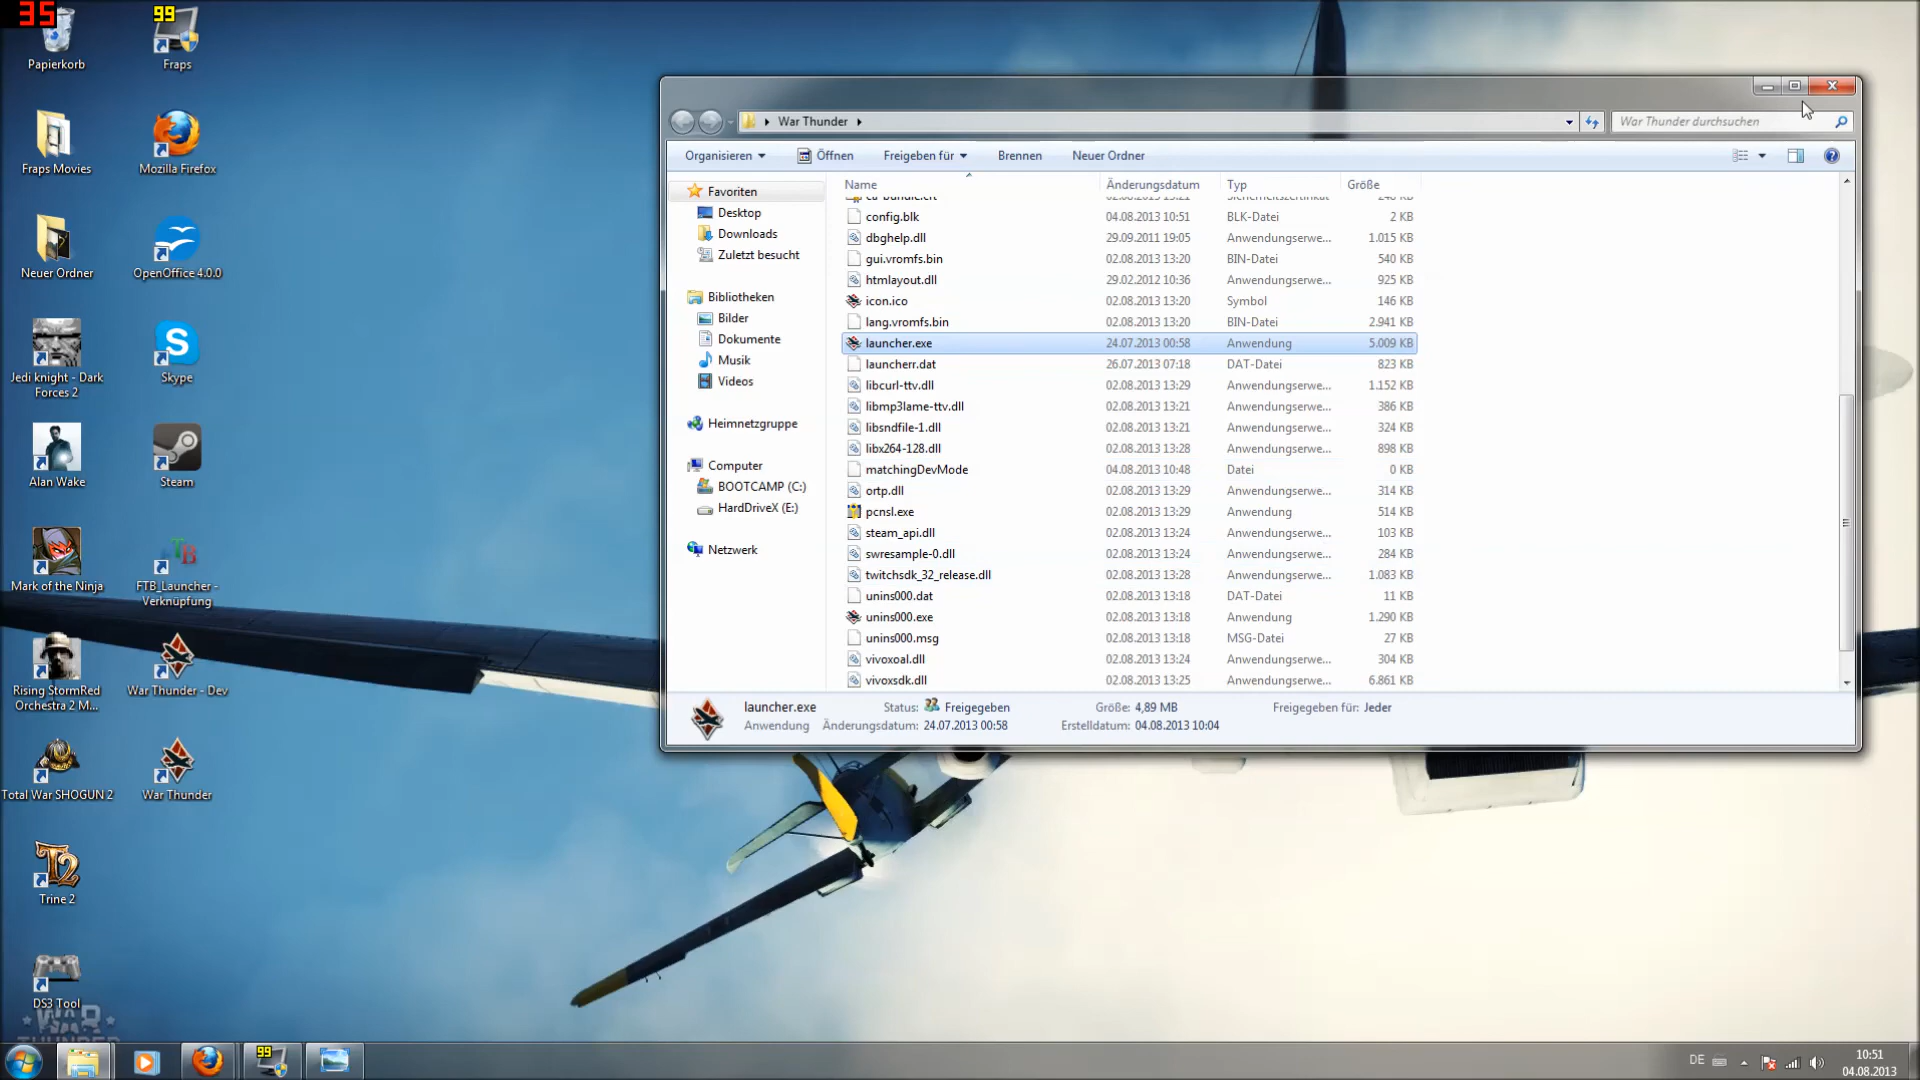 35
99
Papierkorb
Fraps
Fraps Movies
Mozilla Firefox
Neuer Ordner
OpenOffice 4.0.0
Jedi knight - Dark
Forces 2
Skype
Alan Wake
Steam
Mark of the Ninja
FTB_Launcher -
Verknüpfung
Rising StormRed
Orchestra 2 M...
War Thunder - Dev
Total War SHOGUN 2
War Thunder
Trine 2
DS3 Tool
WAR
THUNDER
War Thunder
War Thunder durchsuchen
Organisieren Öffnen Freigeben für Brennen Neuer Ordner
Favoriten
Desktop
Downloads
Zuletzt besucht
Bibliotheken
Bilder
Dokumente
Musik
Videos
Heimnetzgruppe
Computer
BOOTCAMP (C:)
HardDriveX (E:)
Netzwerk
Name Änderungsdatum Typ Größe
config.blk 04.08.2013 10:51 BLK-Datei 2 KB
dbghelp.dll 29.09.2011 19:05 Anwendungserwe... 1.015 KB
gui.vromfs.bin 02.08.2013 13:20 BIN-Datei 540 KB
htmlayout.dll 29.02.2012 10:36 Anwendungserwe... 925 KB
icon.ico 02.08.2013 13:20 Symbol 146 KB
lang.vromfs.bin 02.08.2013 13:20 BIN-Datei 2.941 KB
launcher.exe 24.07.2013 00:58 Anwendung 5.009 KB
launcherr.dat 26.07.2013 07:18 DAT-Datei 823 KB
libcurl-ttv.dll 02.08.2013 13:29 Anwendungserwe... 1.152 KB
libmp3lame-ttv.dll 02.08.2013 13:21 Anwendungserwe... 386 KB
libsndfile-1.dll 02.08.2013 13:21 Anwendungserwe... 324 KB
libx264-128.dll 02.08.2013 13:28 Anwendungserwe... 898 KB
matchingDevMode 04.08.2013 10:48 Datei 0 KB
ortp.dll 02.08.2013 13:29 Anwendungserwe... 314 KB
pcnsl.exe 02.08.2013 13:29 Anwendung 514 KB
steam_api.dll 02.08.2013 13:24 Anwendungserwe... 103 KB
swresample-0.dll 02.08.2013 13:24 Anwendungserwe... 284 KB
twitchsdk_32_release.dll 02.08.2013 13:28 Anwendungserwe... 1.083 KB
unins000.dat 02.08.2013 13:18 DAT-Datei 11 KB
unins000.exe 02.08.2013 13:18 Anwendung 1.290 KB
unins000.msg 02.08.2013 13:18 MSG-Datei 27 KB
vivoxoal.dll 02.08.2013 13:24 Anwendungserwe... 304 KB
vivoxsdk.dll 02.08.2013 13:25 Anwendungserwe... 6.861 KB
launcher.exe Status: Freigegeben Größe: 4,89 MB Freigegeben für: Jeder
Anwendung Änderungsdatum: 24.07.2013 00:58 Erstelldatum: 04.08.2013 10:04
99
DE
10:51
04.08.2013